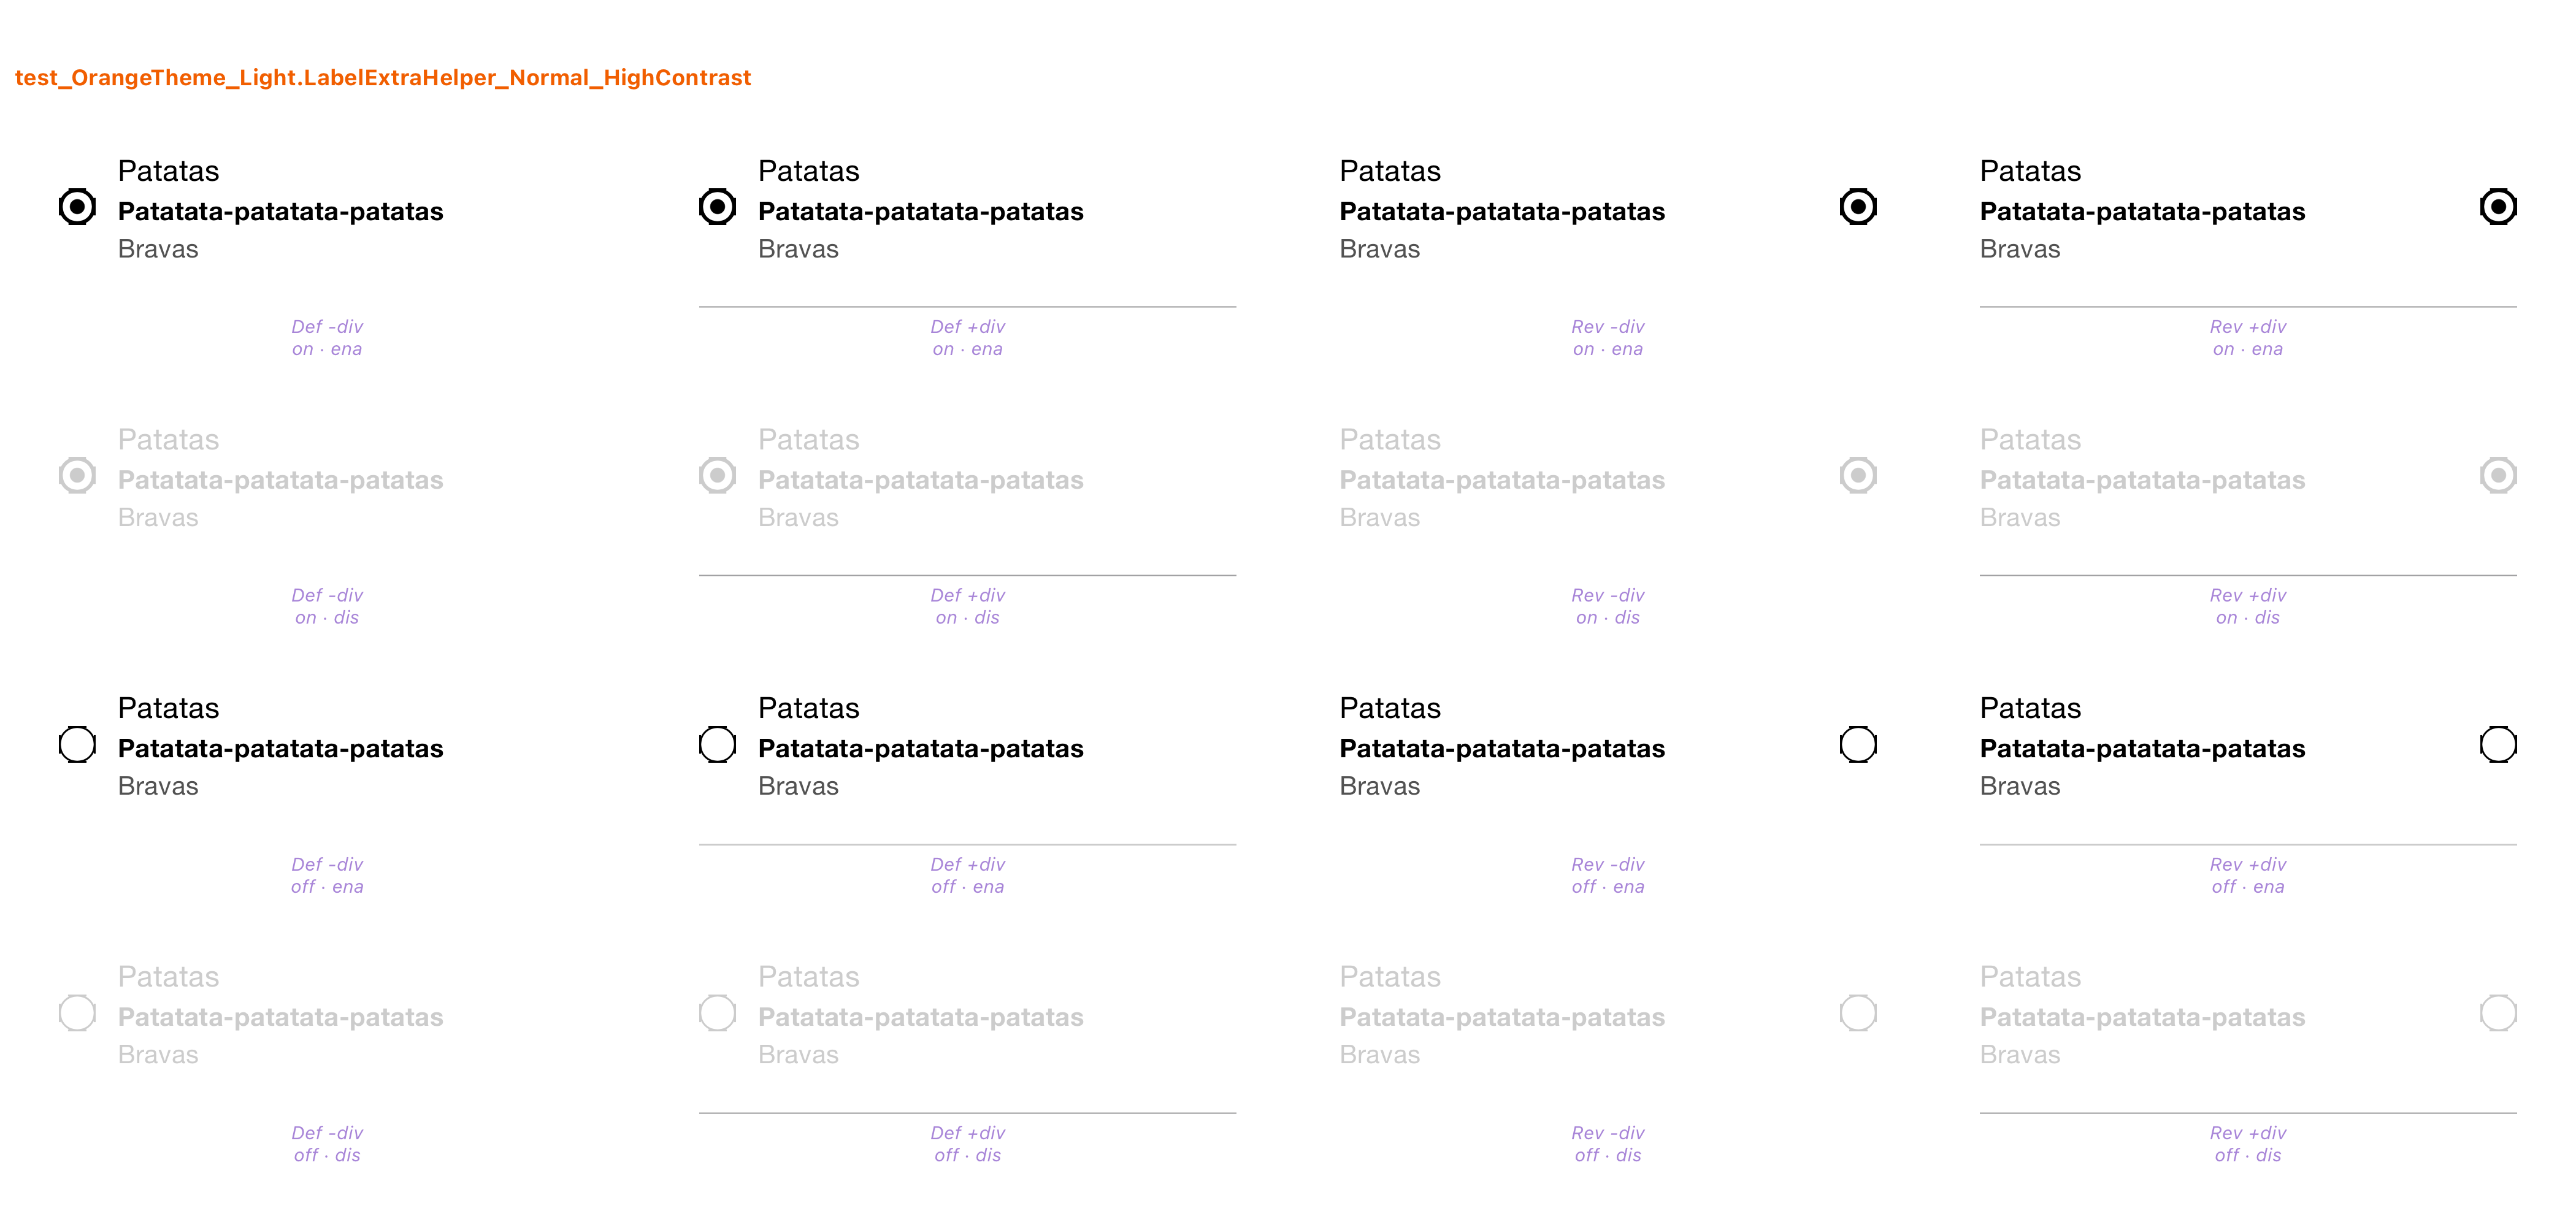 test_OrangeTheme_Light.LabelExtraHelper_Normal_HighContrast
Patatas
Patatata-patatata-patatas
Bravas
Def -div
on · ena
Patatas
Patatata-patatata-patatas
Bravas
Def +div
on · ena
Patatas
Patatata-patatata-patatas
Bravas
Rev -div
on · ena
Patatas
Patatata-patatata-patatas
Bravas
Rev +div
on · ena
Patatas
Patatata-patatata-patatas
Bravas
Def -div
on · dis
Patatas
Patatata-patatata-patatas
Bravas
Def +div
on · dis
Patatas
Patatata-patatata-patatas
Bravas
Rev -div
on · dis
Patatas
Patatata-patatata-patatas
Bravas
Rev +div
on · dis
Patatas
Patatata-patatata-patatas
Bravas
Def -div
off · ena
Patatas
Patatata-patatata-patatas
Bravas
Def +div
off · ena
Patatas
Patatata-patatata-patatas
Bravas
Rev -div
off · ena
Patatas
Patatata-patatata-patatas
Bravas
Rev +div
off · ena
Patatas
Patatata-patatata-patatas
Bravas
Def -div
off · dis
Patatas
Patatata-patatata-patatas
Bravas
Def +div
off · dis
Patatas
Patatata-patatata-patatas
Bravas
Rev -div
off · dis
Patatas
Patatata-patatata-patatas
Bravas
Rev +div
off · dis